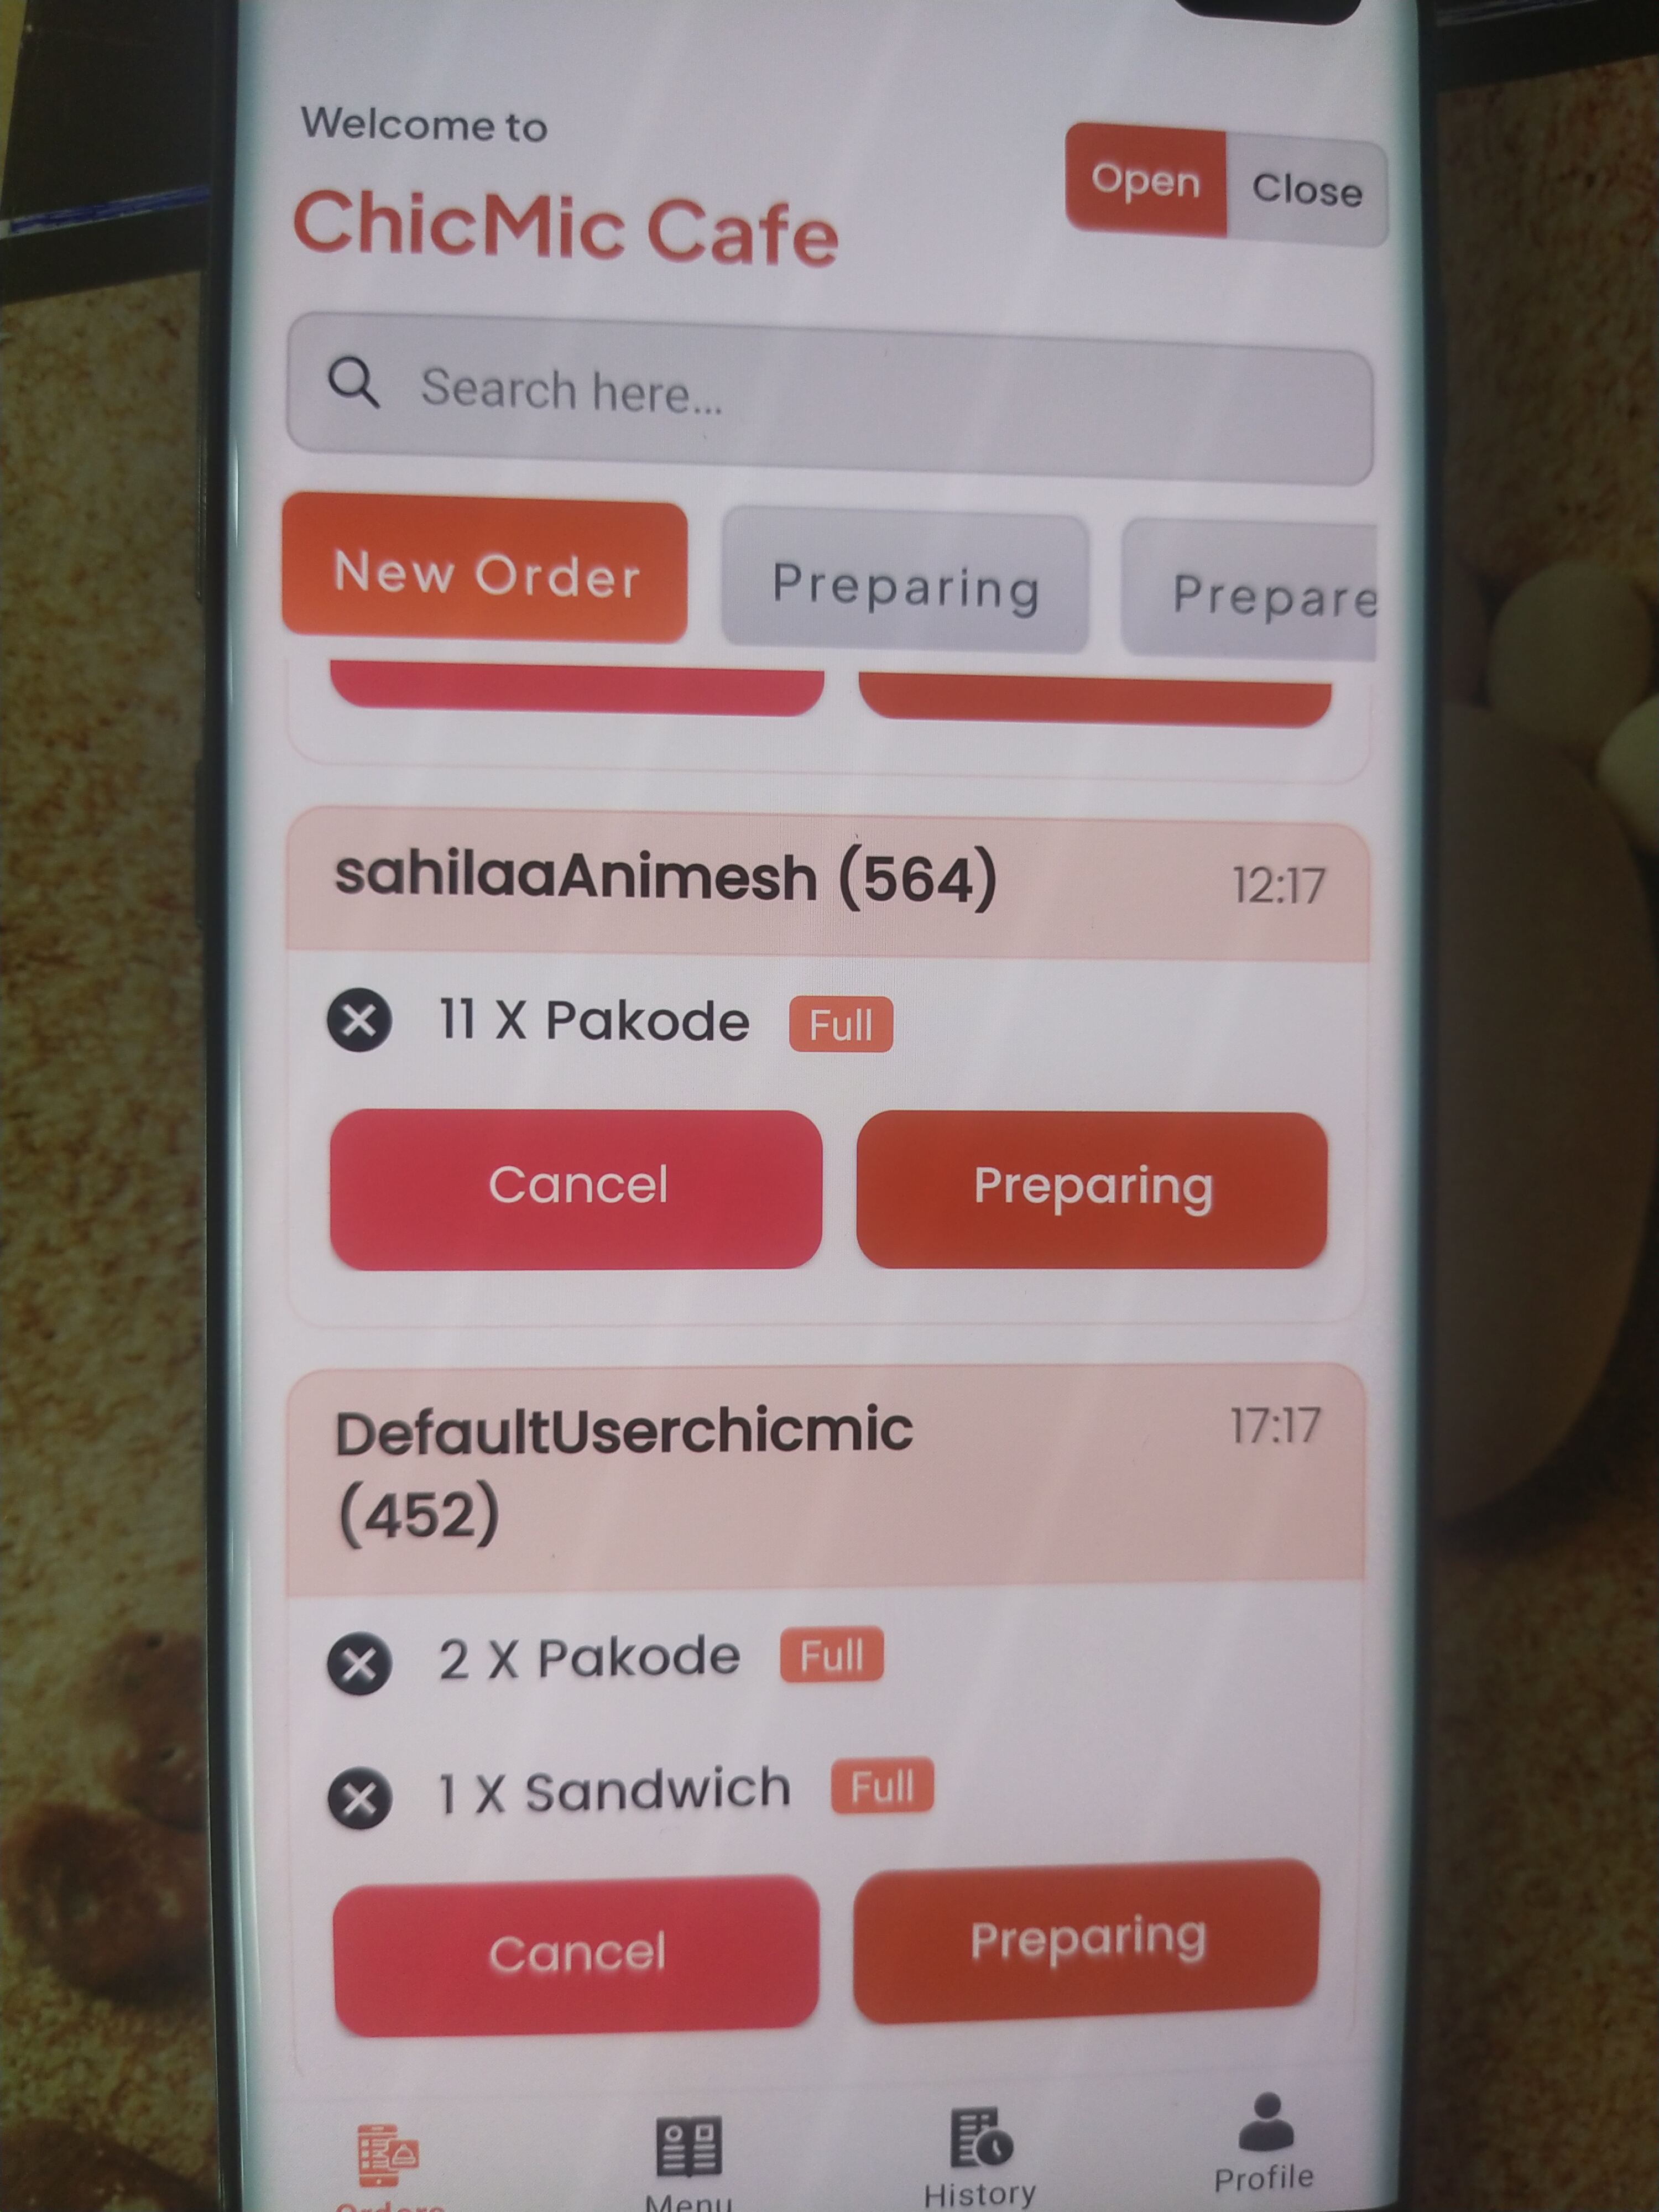 Welcome to
ChicMic Cafe
Open Close
Search here...
New Order Preparing Prepare
sahilaaAnimesh (564) 12:17
11 X Pakode Full
Cancel Preparing
DefaultUserchicmic 17:17
(452)
2 X Pakode Full
1 X Sandwich Full
Cancel Preparing
Orders Menu History Profile